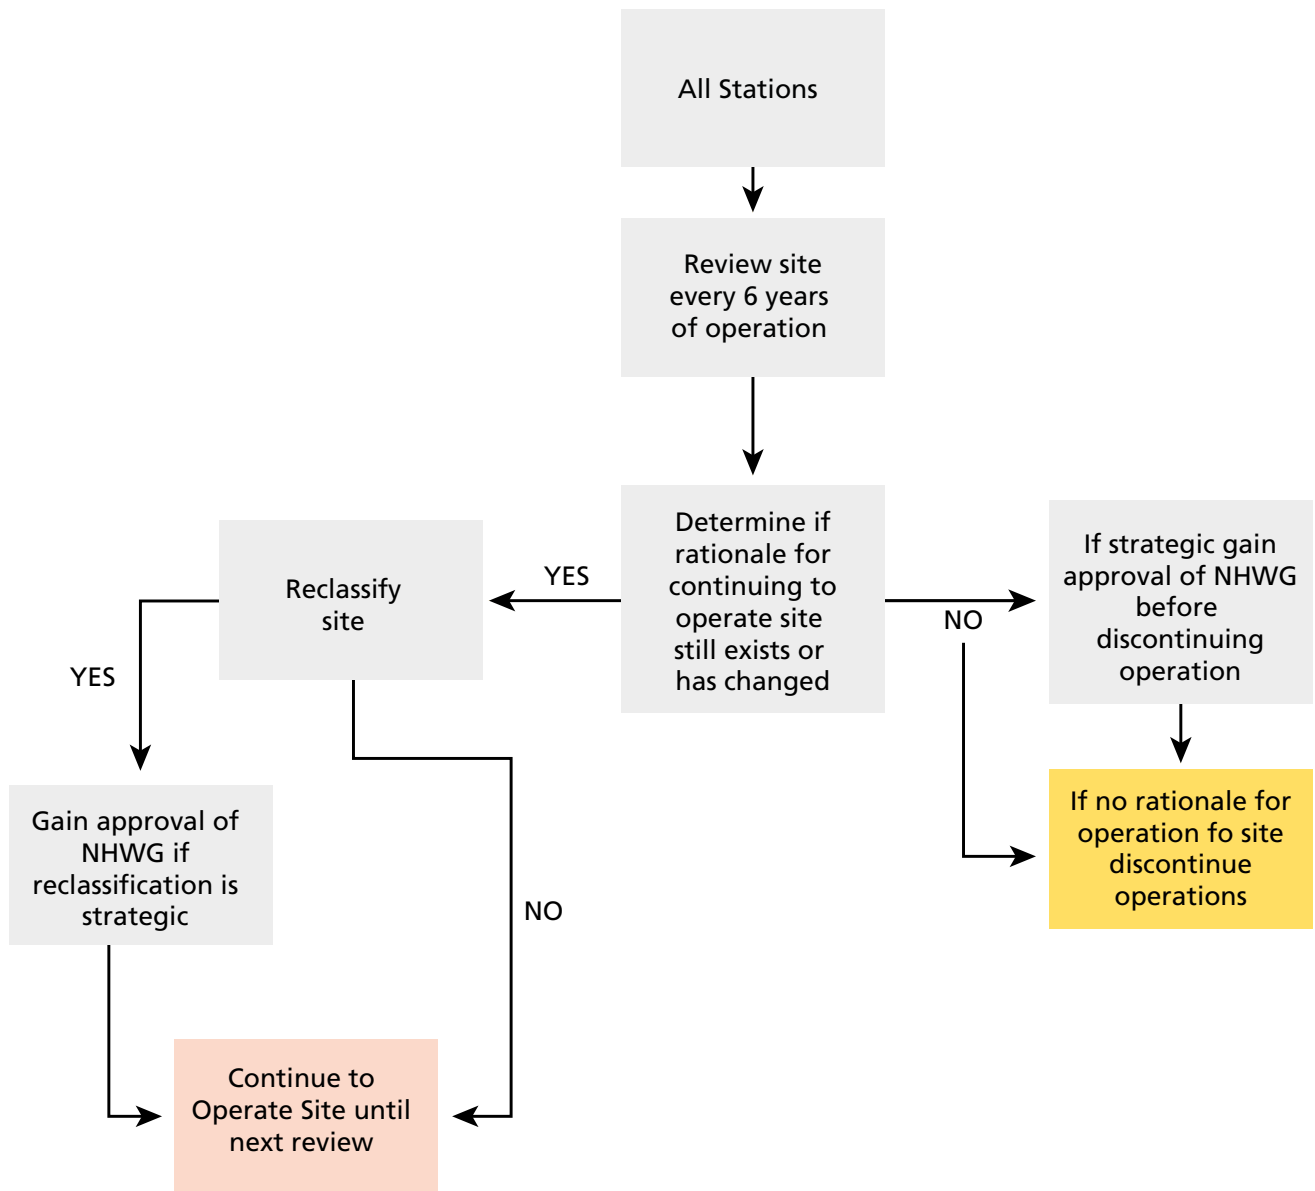 All Stations
Review site
every 6 years
of operation
Determine if
rationale for
continuing to
operate site
still exists or
has changed
YES
Reclassify
site
NO
If strategic gain
approval of NHWG
before
discontinuing
operation
YES
If no rationale for
operation fo site
discontinue
operations
Gain approval of
NHWG if
reclassification is
strategic
NO
Continue to
Operate Site until
next review